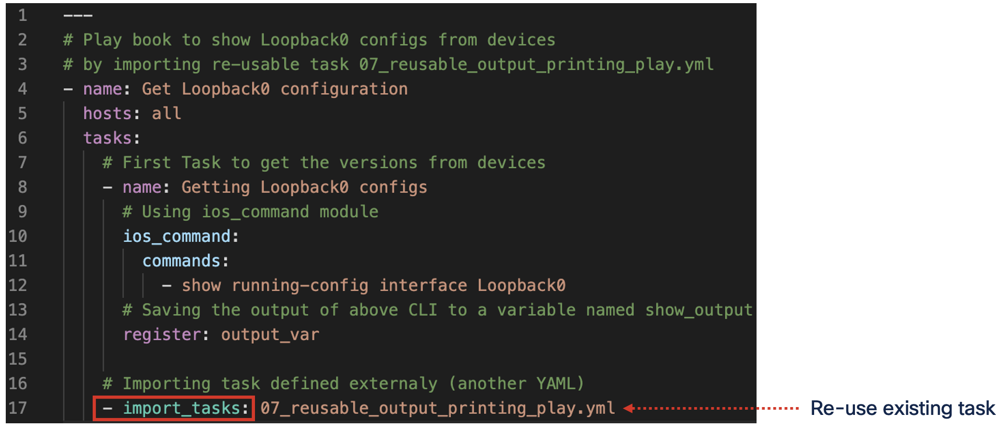 1 ---
2 # Play book to show Loopback0 configs from devices
3 # by importing re-usable task 07_reusable_output_printing_play.yml
4 - name: Get Loopback0 configuration
5 hosts: all
6 tasks:
7 # First Task to get the versions from devices
8 - name: Getting Loopback0 configs
9 # Using ios_command module
10 ios_command:
11 commands:
12 - show running-config interface Loopback0
13 # Saving the output of above CLI to a variable named show_output
14 register: output_var
15
16 # Importing task defined externaly (another YAML)
17 - import_tasks: 07_reusable_output_printing_play.yml Re-use existing task